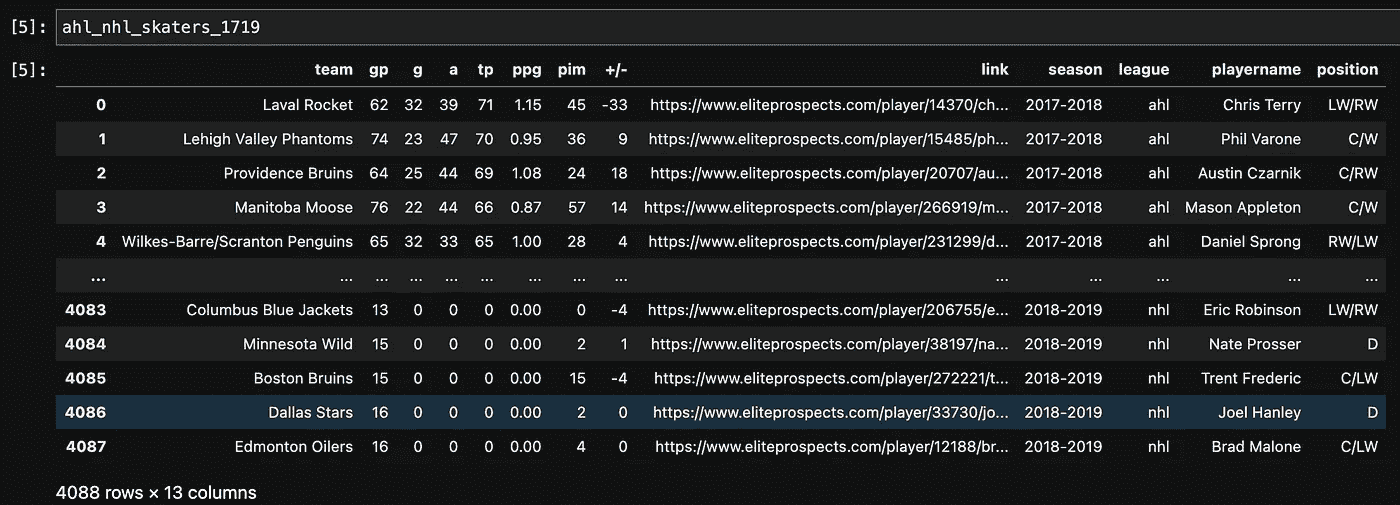 [5]: ahl_nhl_skaters_1719
[5]: team gp g a tp ppg pim +/- link season league playername position
0 Laval Rocket 62 32 39 71 1.15 45 -33 https://www.eliteprospects.com/player/14370/ch... 2017-2018 ahl Chris Terry LW/RW
1 Lehigh Valley Phantoms 74 23 47 70 0.95 36 9 https://www.eliteprospects.com/player/15485/ph... 2017-2018 ahl Phil Varone C/W
2 Providence Bruins 64 25 44 69 1.08 24 18 https://www.eliteprospects.com/player/20707/au... 2017-2018 ahl Austin Czarnik C/RW
3 Manitoba Moose 76 22 44 66 0.87 57 14 https://www.eliteprospects.com/player/266919/m... 2017-2018 ahl Mason Appleton C/W
4 Wilkes-Barre/Scranton Penguins 65 32 33 65 1.00 28 4 https://www.eliteprospects.com/player/231299/d... 2017-2018 ahl Daniel Sprong RW/LW
... ... ... ... ... ... ... ... ... ... ... ... ... ...
4083 Columbus Blue Jackets 13 0 0 0 0.00 0 -4 https://www.eliteprospects.com/player/206755/e... 2018-2019 nhl Eric Robinson LW/RW
4084 Minnesota Wild 15 0 0 0 0.00 2 1 https://www.eliteprospects.com/player/38197/na... 2018-2019 nhl Nate Prosser D
4085 Boston Bruins 15 0 0 0 0.00 15 -4 https://www.eliteprospects.com/player/272221/t... 2018-2019 nhl Trent Frederic C/LW
4086 Dallas Stars 16 0 0 0 0.00 2 0 https://www.eliteprospects.com/player/33730/jo... 2018-2019 nhl Joel Hanley D
4087 Edmonton Oilers 16 0 0 0 0.00 4 0 https://www.eliteprospects.com/player/12188/br... 2018-2019 nhl Brad Malone C/LW
4088 rows × 13 columns